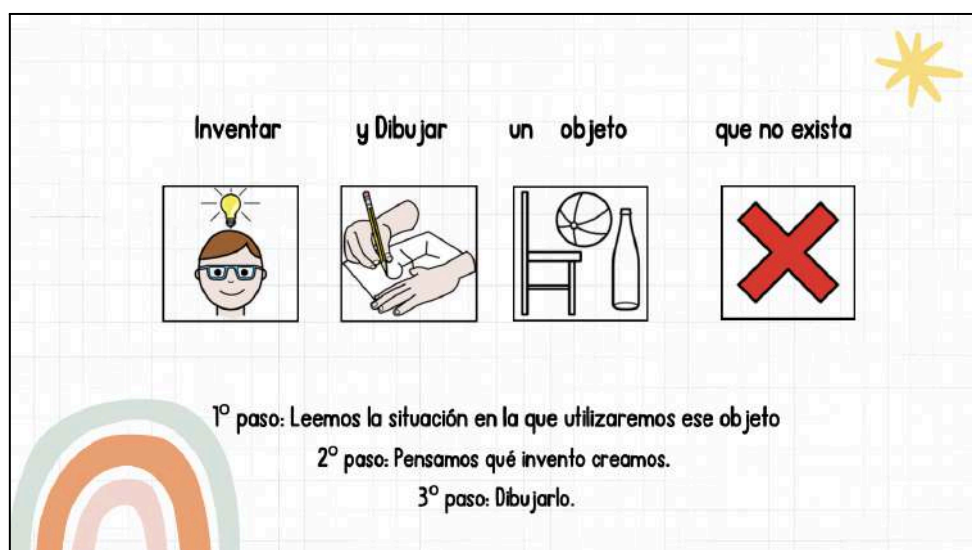 Inventar y Dibujar un objeto que no exista
1º paso: Leemos la situación en la que utilizaremos ese objeto
2º paso: Pensamos qué invento creamos.
3º paso: Dibujarlo.